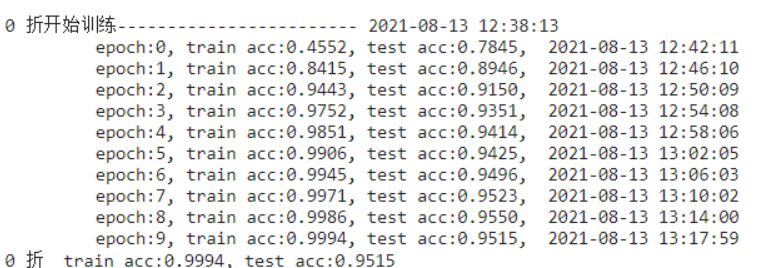 0 折开始训练-------------------------- 2021-08-13 12:38:13
epoch:0, train acc:0.4552, test acc:0.7845,  2021-08-13 12:42:11
epoch:1, train acc:0.8415, test acc:0.8946,  2021-08-13 12:46:10
epoch:2, train acc:0.9443, test acc:0.9150,  2021-08-13 12:50:09
epoch:3, train acc:0.9752, test acc:0.9351,  2021-08-13 12:54:08
epoch:4, train acc:0.9851, test acc:0.9414,  2021-08-13 12:58:06
epoch:5, train acc:0.9906, test acc:0.9425,  2021-08-13 13:02:05
epoch:6, train acc:0.9945, test acc:0.9496,  2021-08-13 13:06:03
epoch:7, train acc:0.9971, test acc:0.9523,  2021-08-13 13:10:02
epoch:8, train acc:0.9986, test acc:0.9550,  2021-08-13 13:14:00
epoch:9, train acc:0.9994, test acc:0.9515,  2021-08-13 13:17:59
0 折  train acc:0.9994, test acc:0.9515